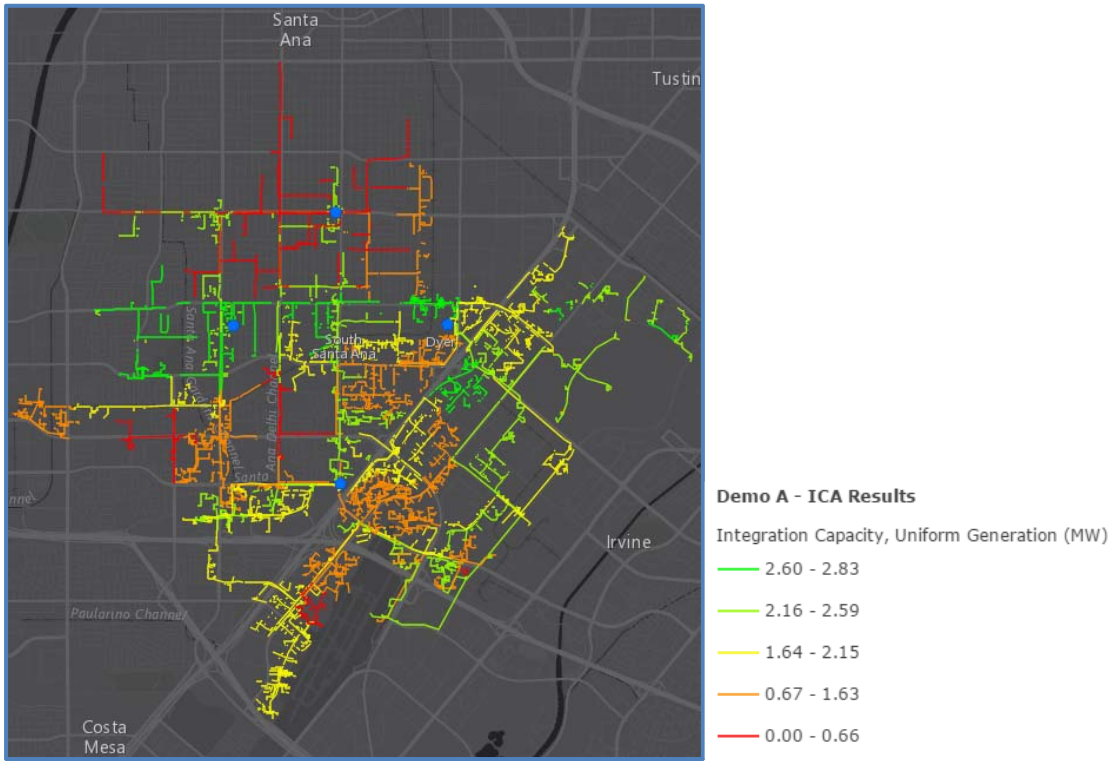 Santa
Ana
Tustin
South
Santa Ana
Dyer
Ana Delhi Channel
Santa
Irvine
Paularino Channel
Costa
Mesa
Demo A - ICA Results
Integration Capacity, Uniform Generation (MW)
2.60 - 2.83
2.16 - 2.59
1.64 - 2.15
0.67 - 1.63
0.00 - 0.66